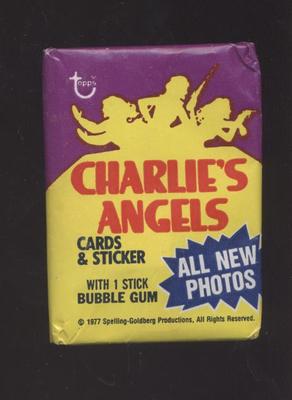 topps
CHARLIE'S
ANGELS
CARDS
& STICKER
WITH 1 STICK
BUBBLE GUM
ALL NEW
PHOTOS
© 1977 Spelling-Goldberg Productions, All Rights Reserved.